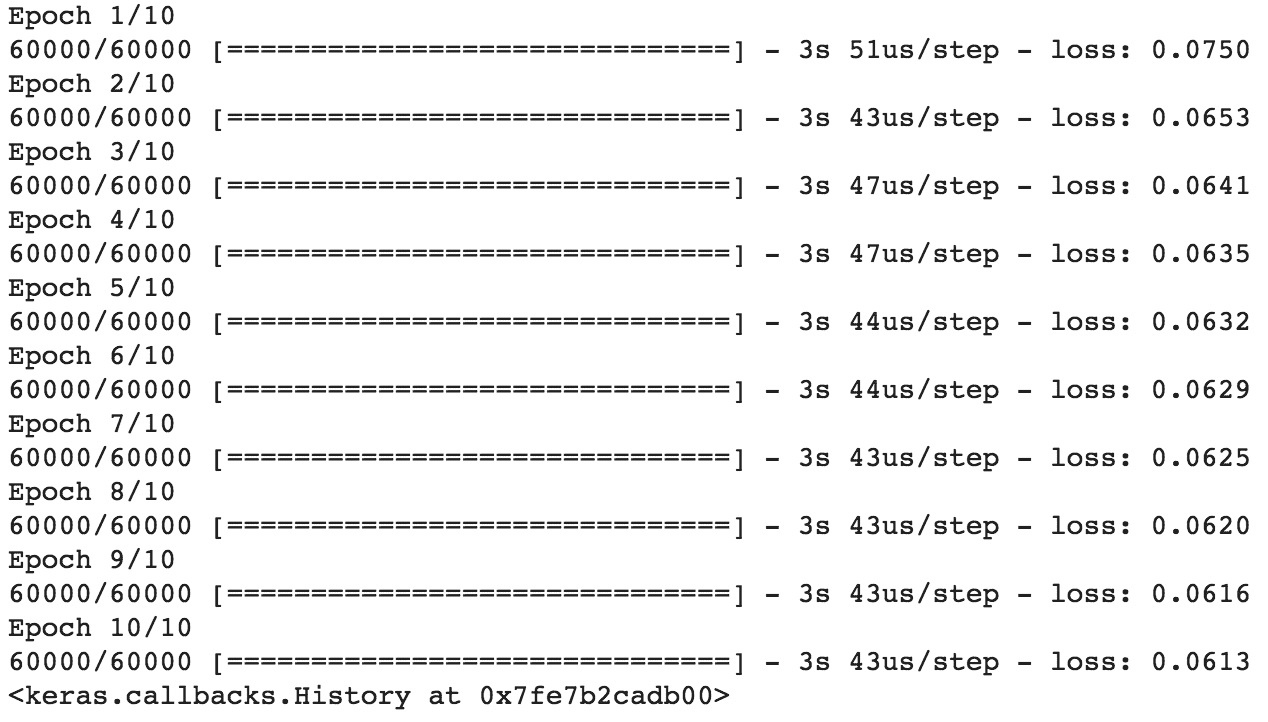 Epoch 1/10
60000/60000 [==============================] - 3s 51us/step - loss: 0.0750
Epoch 2/10
60000/60000 [==============================] - 3s 43us/step - loss: 0.0653
Epoch 3/10
60000/60000 [==============================] - 3s 47us/step - loss: 0.0641
Epoch 4/10
60000/60000 [==============================] - 3s 47us/step - loss: 0.0635
Epoch 5/10
60000/60000 [==============================] - 3s 44us/step - loss: 0.0632
Epoch 6/10
60000/60000 [==============================] - 3s 44us/step - loss: 0.0629
Epoch 7/10
60000/60000 [==============================] - 3s 43us/step - loss: 0.0625
Epoch 8/10
60000/60000 [==============================] - 3s 43us/step - loss: 0.0620
Epoch 9/10
60000/60000 [==============================] - 3s 43us/step - loss: 0.0616
Epoch 10/10
60000/60000 [==============================] - 3s 43us/step - loss: 0.0613
<keras.callbacks.History at 0x7fe7b2cadb00>